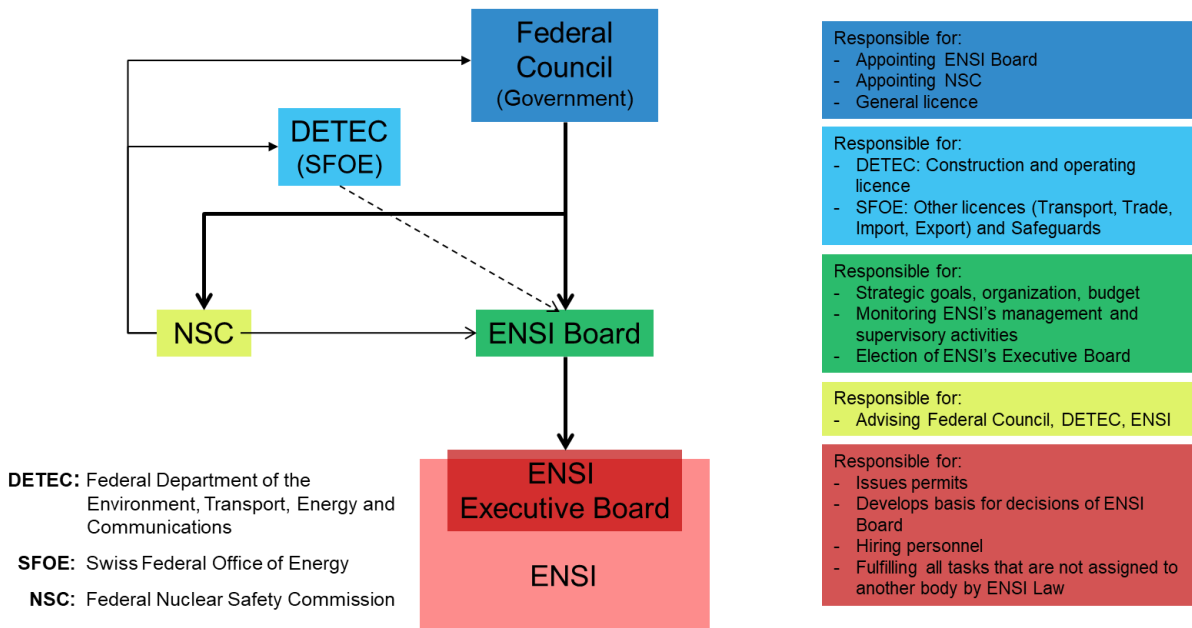 Federal
Council
(Government)
DETEC
(SFOE)
NSC
ENSI Board
ENSI
Executive Board
ENSI
DETEC: Federal Department of the
Environment, Transport, Energy and
Communications
SFOE: Swiss Federal Office of Energy
NSC: Federal Nuclear Safety Commission
Responsible for:
- Appointing ENSI Board
- Appointing NSC
- General licence
Responsible for:
- DETEC: Construction and operating
licence
- SFOE: Other licences (Transport, Trade,
Import, Export) and Safeguards
Responsible for:
- Strategic goals, organization, budget
- Monitoring ENSI's management and
supervisory activities
- Election of ENSI's Executive Board
Responsible for:
- Advising Federal Council, DETEC, ENSI
Responsible for:
- Issues permits
- Develops basis for decisions of ENSI
Board
- Hiring personnel
- Fulfilling all tasks that are not assigned to
another body by ENSI Law